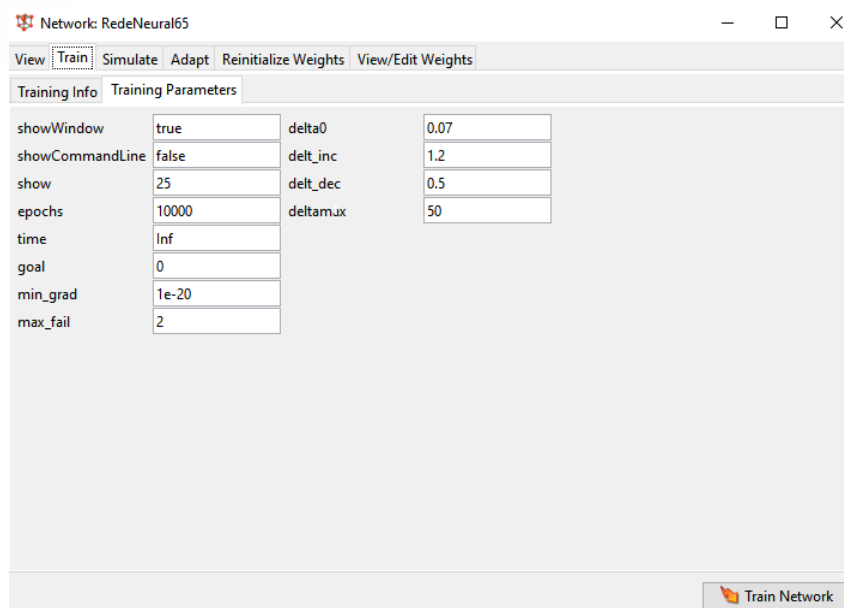 Network: RedeNeural65
View Train Simulate Adapt Reinitialize Weights View/Edit Weights
Training Info Training Parameters
showWindow true delta0 0.07
showCommandLine false delt_inc 1.2
show 25 delt_dec 0.5
epochs 10000 deltamax 50
time Inf
goal 0
min_grad 1e-20
max_fail 2
Train Network